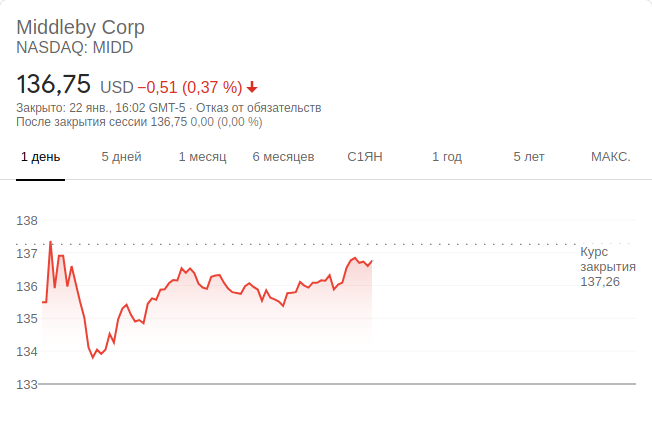 Middleby Corp
NASDAQ: MIDD
136,75 USD −0,51 (0,37 %)
Закрыто: 22 янв., 16:02 GMT-5 · Отказ от обязательств
После закрытия сессии 136,75 0,00 (0,00 %)
1 день 5 дней 1 месяц 6 месяцев С1ЯН 1 год 5 лет МАКС.
138
137
136
135
134
133
Курс
закрытия
137,26